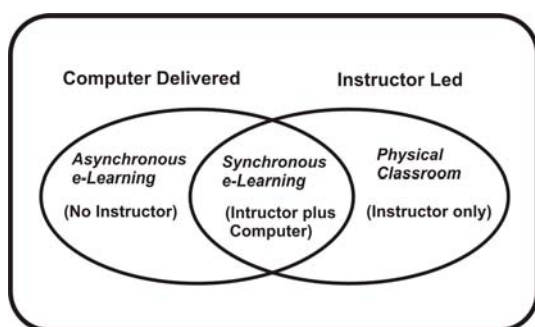 Computer Delivered
Instructor Led
Asynchronous
e-Learning
(No Instructor)
Synchronous
e-Learning
(Intructor plus
Computer)
Physical
Classroom
(Instructor only)